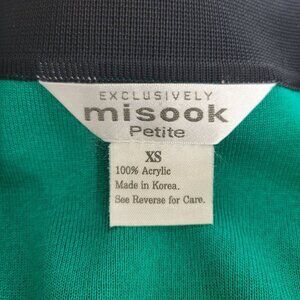 EXCLUSIVELY
misook
Petite
XS
100% Acrylic
Made in Korea.
See Reverse for Care.